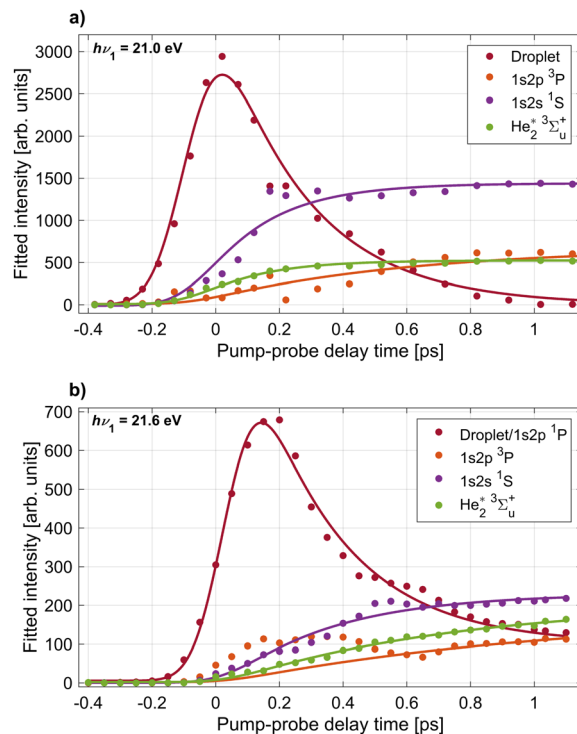 a)
hν₁ = 21.0 eV
3000
2500
2000
1500
1000
500
0
Fitted intensity [arb. units]
Droplet
1s2p ³P
1s2s ¹S
He₂* ³Σᵤ⁺
-0.4 -0.2 0 0.2 0.4 0.6 0.8 1
Pump-probe delay time [ps]
b)
hν₁ = 21.6 eV
700
600
500
400
300
200
100
0
Fitted intensity [arb. units]
Droplet/1s2p ¹P
1s2p ³P
1s2s ¹S
He₂* ³Σᵤ⁺
-0.4 -0.2 0 0.2 0.4 0.6 0.8 1
Pump-probe delay time [ps]